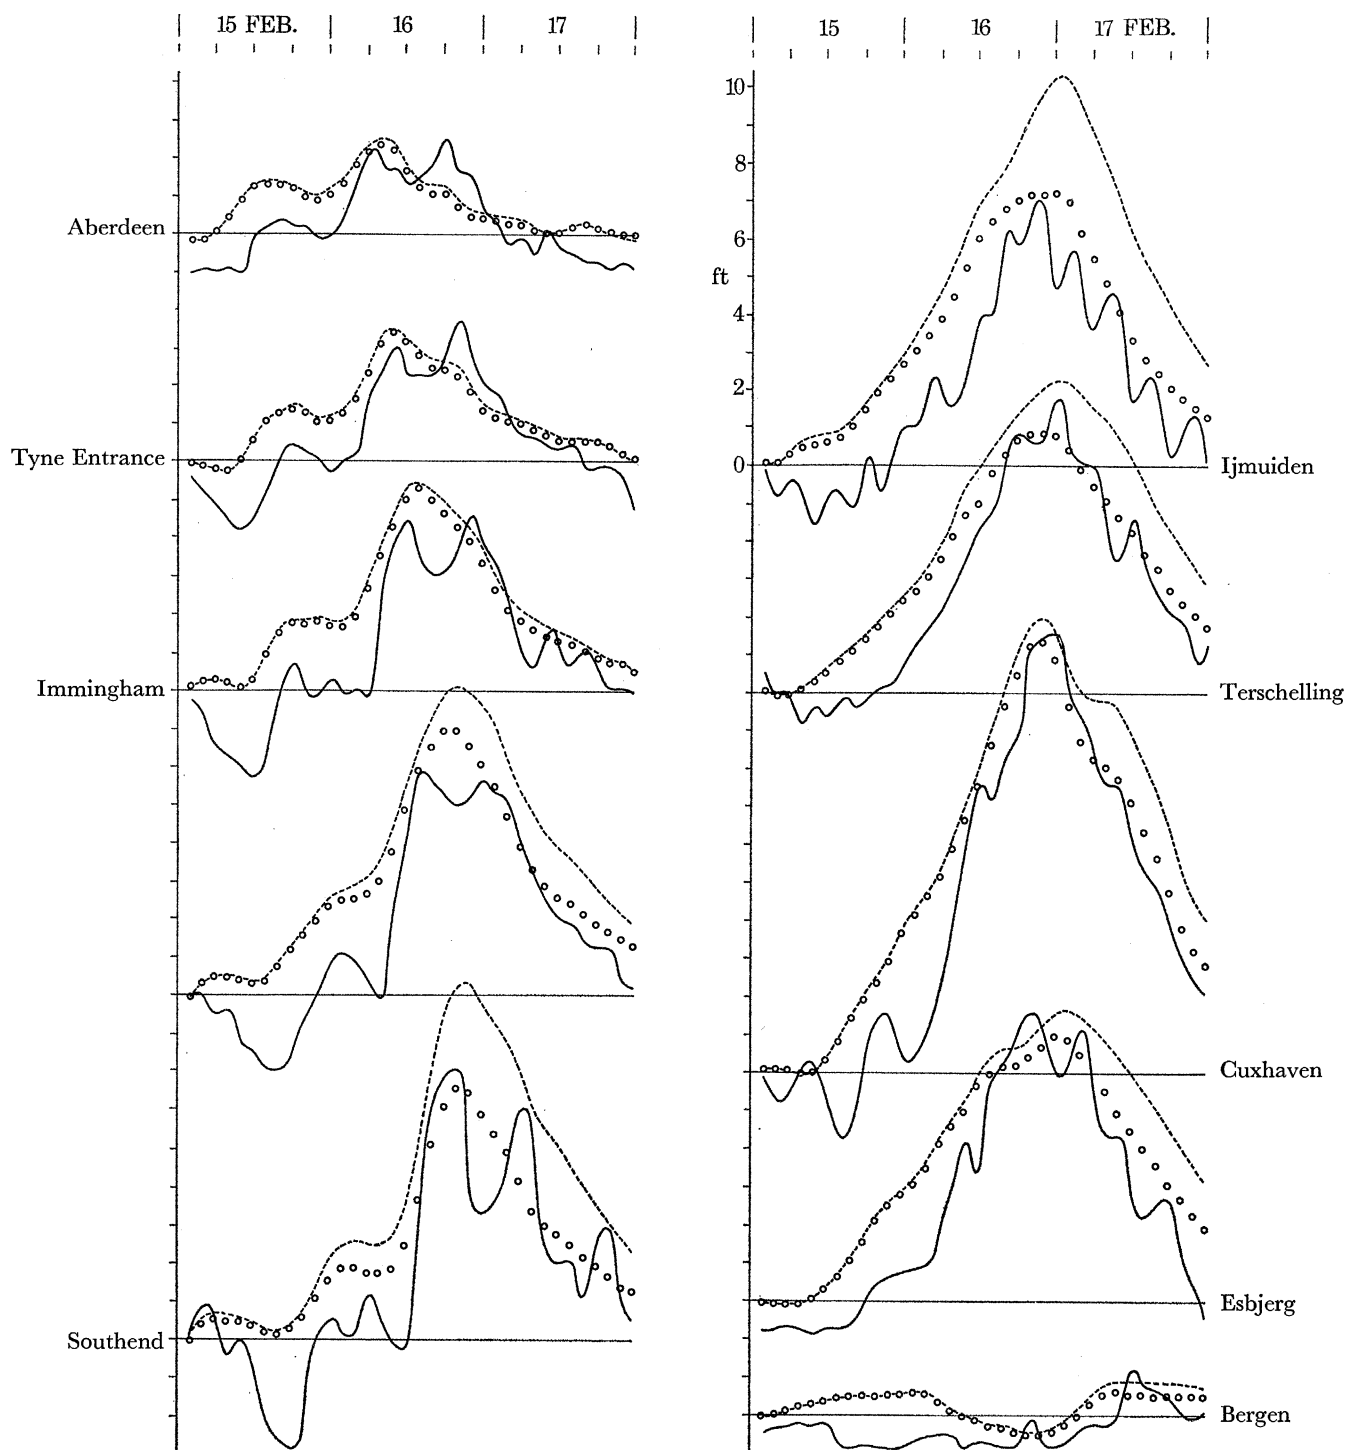 15 FEB. 16 17
15 16 17 FEB.
Aberdeen
Tyne Entrance
Immingham
Southend
10
8
6
ft
4
2
0
Ijmuiden
Terschelling
Cuxhaven
Esbjerg
Bergen